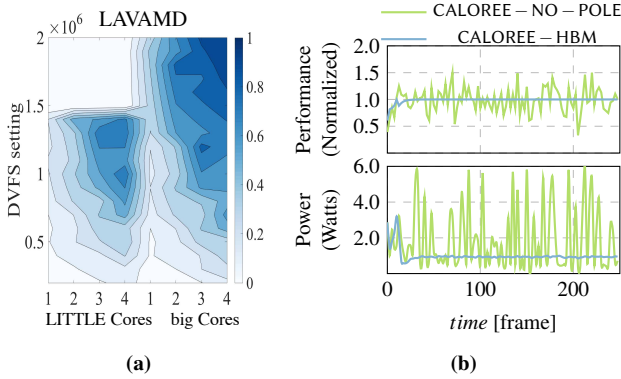 LAVAMD
2 ×10⁶
1.5
1
0.5
DVFS setting
1 2 3 4 1 2 3 4
LITTLE Cores big Cores
1
0.8
0.6
0.4
0.2
0
(a)
CALOREE – NO – POLE
CALOREE – HBM
Performance
(Normalized)
2.0
1.5
1.0
0.5
Power
(Watts)
6.0
4.0
2.0
0 100 200
time [frame]
(b)